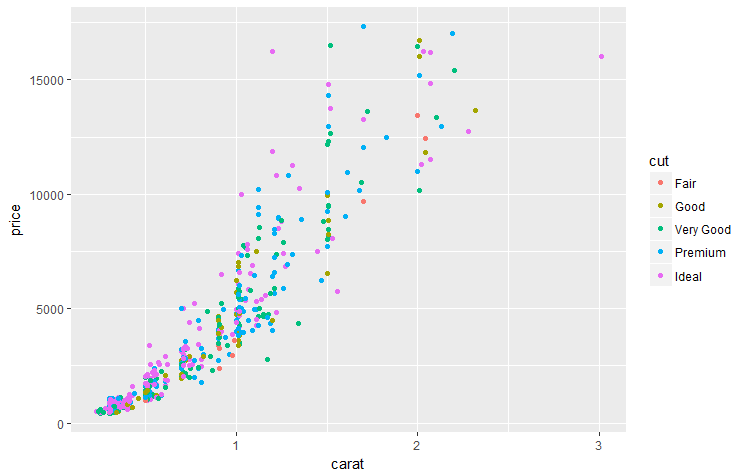 15000
10000
5000
0
price
1
2
3
carat
cut
Fair
Good
Very Good
Premium
Ideal